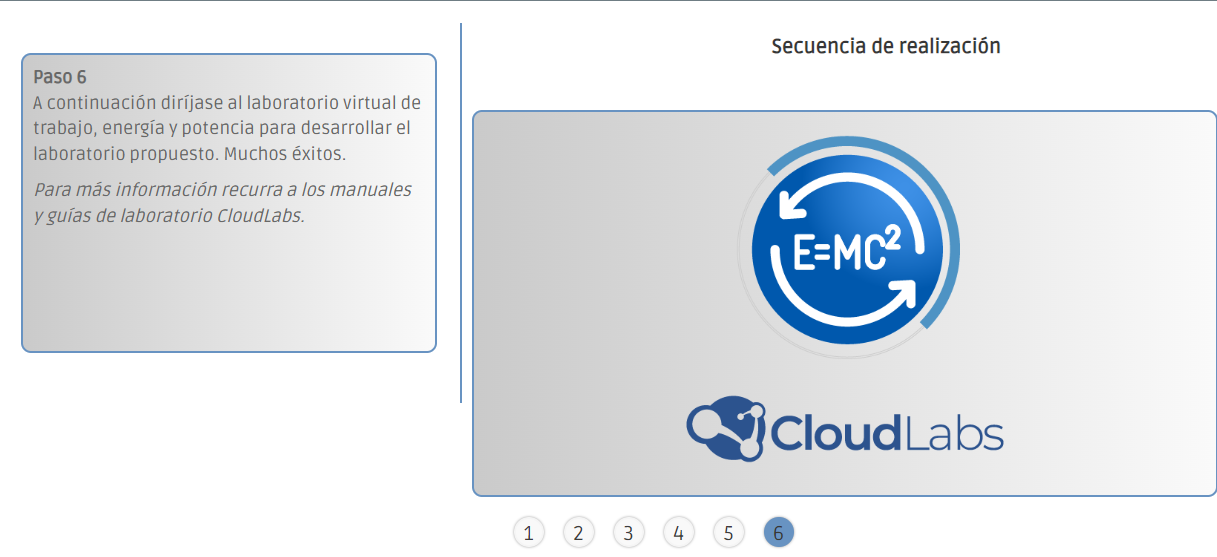 Secuencia de realización
Paso 6
A continuación diríjase al laboratorio virtual de
trabajo, energía y potencia para desarrollar el
laboratorio propuesto. Muchos éxitos.
Para más información recurra a los manuales
y guías de laboratorio CloudLabs.
E=MC²
CloudLabs
1 2 3 4 5 6